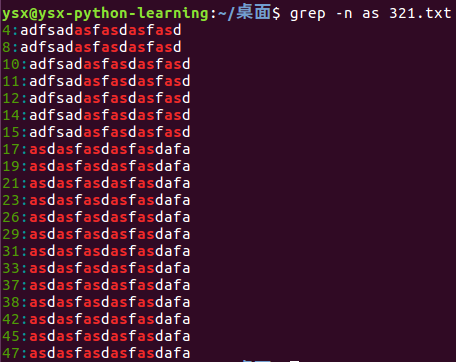 ysx@ysx-python-learning:~/桌面$ grep -n as 321.txt
4:adfsadasfasdasfasd
8:adfsadasfasdasfasd
10:adfsadasfasdasfasd
11:adfsadasfasdasfasd
12:adfsadasfasdasfasd
14:adfsadasfasdasfasd
15:adfsadasfasdasfasd
17:asdasfasdasfasdafa
19:asdasfasdasfasdafa
21:asdasfasdasfasdafa
23:asdasfasdasfasdafa
26:asdasfasdasfasdafa
29:asdasfasdasfasdafa
31:asdasfasdasfasdafa
33:asdasfasdasfasdafa
37:asdasfasdasfasdafa
38:asdasfasdasfasdafa
42:asdasfasdasfasdafa
45:asdasfasdasfasdafa
47:asdasfasdasfasdafa